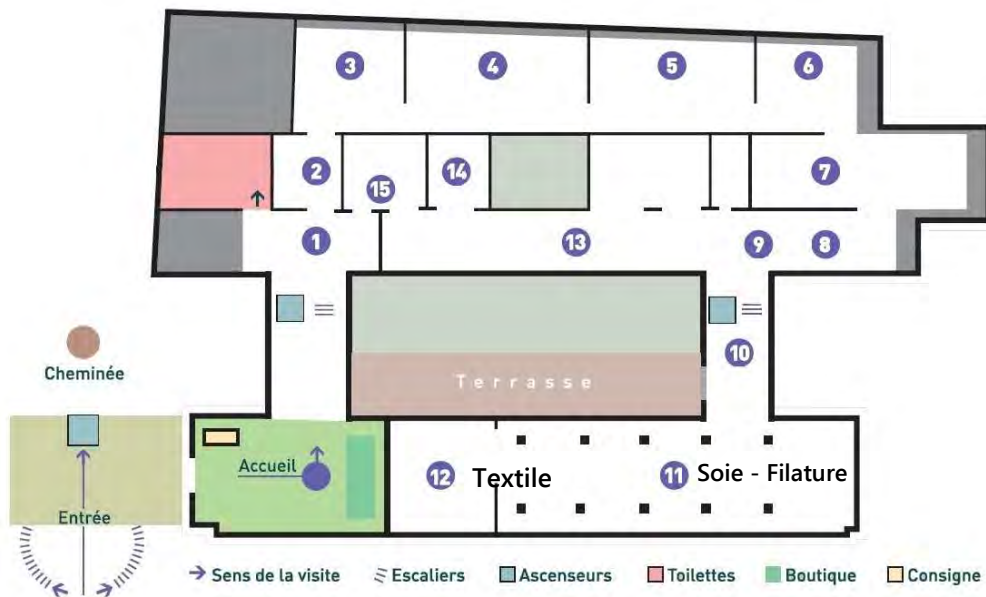 3 4 5 6
2 15 14 7
1 13 9 8
10
Cheminée
Terrasse
Accueil
12 Textile 11 Soie - Filature
Entrée
Sens de la visite Escaliers Ascenseurs Toilettes Boutique Consigne